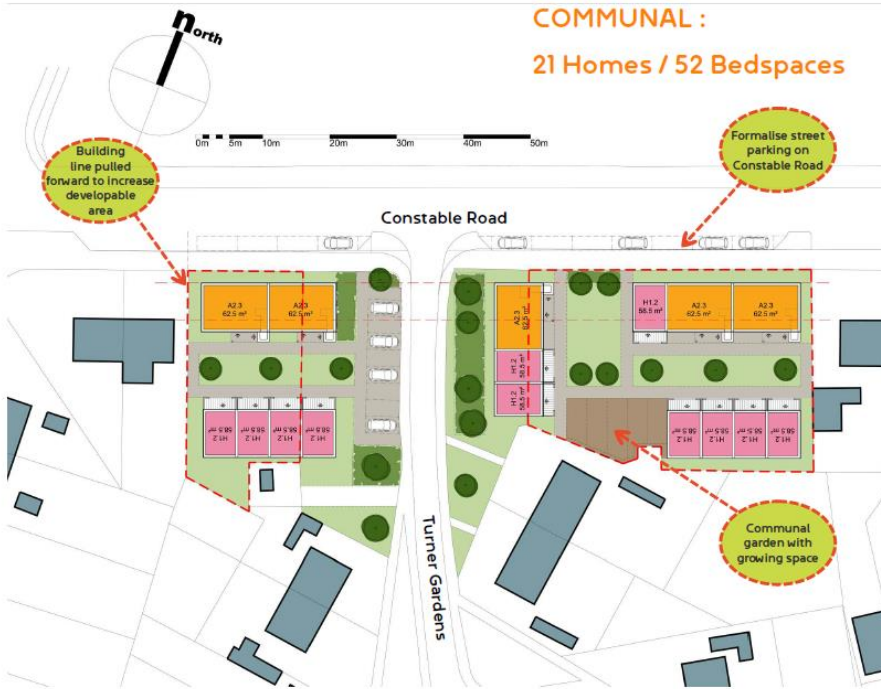 COMMUNAL :
21 Homes / 52 Bedspaces
north
0m 5m 10m 20m 30m 40m 50m
Building
line pulled
forward to increase
developable
area
Formalise street
parking on
Constable Road
Constable Road
A2.3
62.5 m²
A2.3
62.5 m²
A2.3
62.5 m²
H1.2
58.5 m²
A2.3
62.5 m²
A2.3
62.5 m²
H1.2
58.5 m²
H1.2
58.5 m²
H1.2
58.5 m²
H1.2
58.5 m²
H1.2
58.5 m²
H1.2
58.5 m²
H1.2
58.5 m²
H1.2
58.5 m²
H1.2
58.5 m²
H1.2
58.5 m²
Communal
garden with
growing space
Turner Gardens